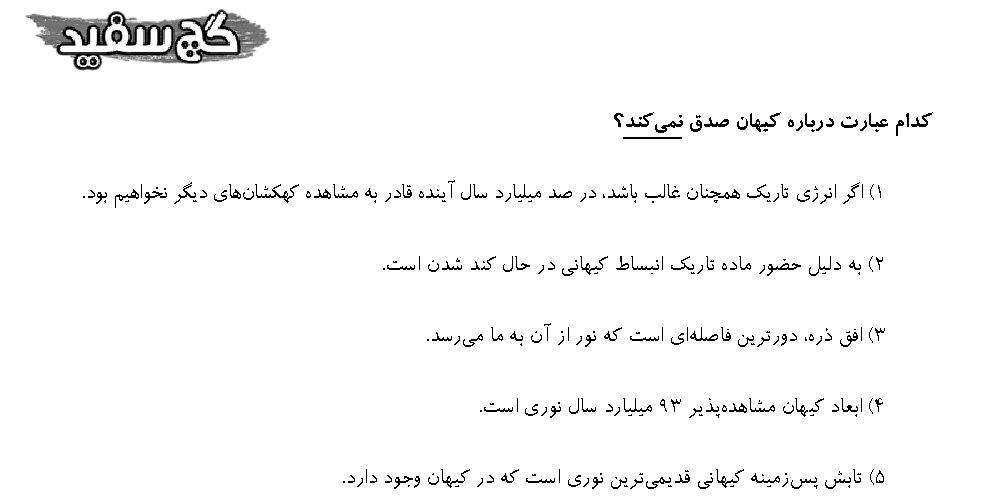 گچ سفید
کدام عبارت درباره کیهان صدق نمی‌کند؟
۱) اگر انرژی تاریک همچنان غالب باشد، در صد میلیارد سال آینده قادر به مشاهده کهکشان‌های دیگر نخواهیم بود.
۲) به دلیل حضور ماده تاریک انبساط کیهانی در حال کند شدن است.
۳) افق ذره، دورترین فاصله‌ای است که نور از آن به ما می‌رسد.
۴) ابعاد کیهان مشاهده‌پذیر ۹۳ میلیارد سال نوری است.
۵) تابش پس‌زمینه کیهانی قدیمی‌ترین نوری است که در کیهان وجود دارد.